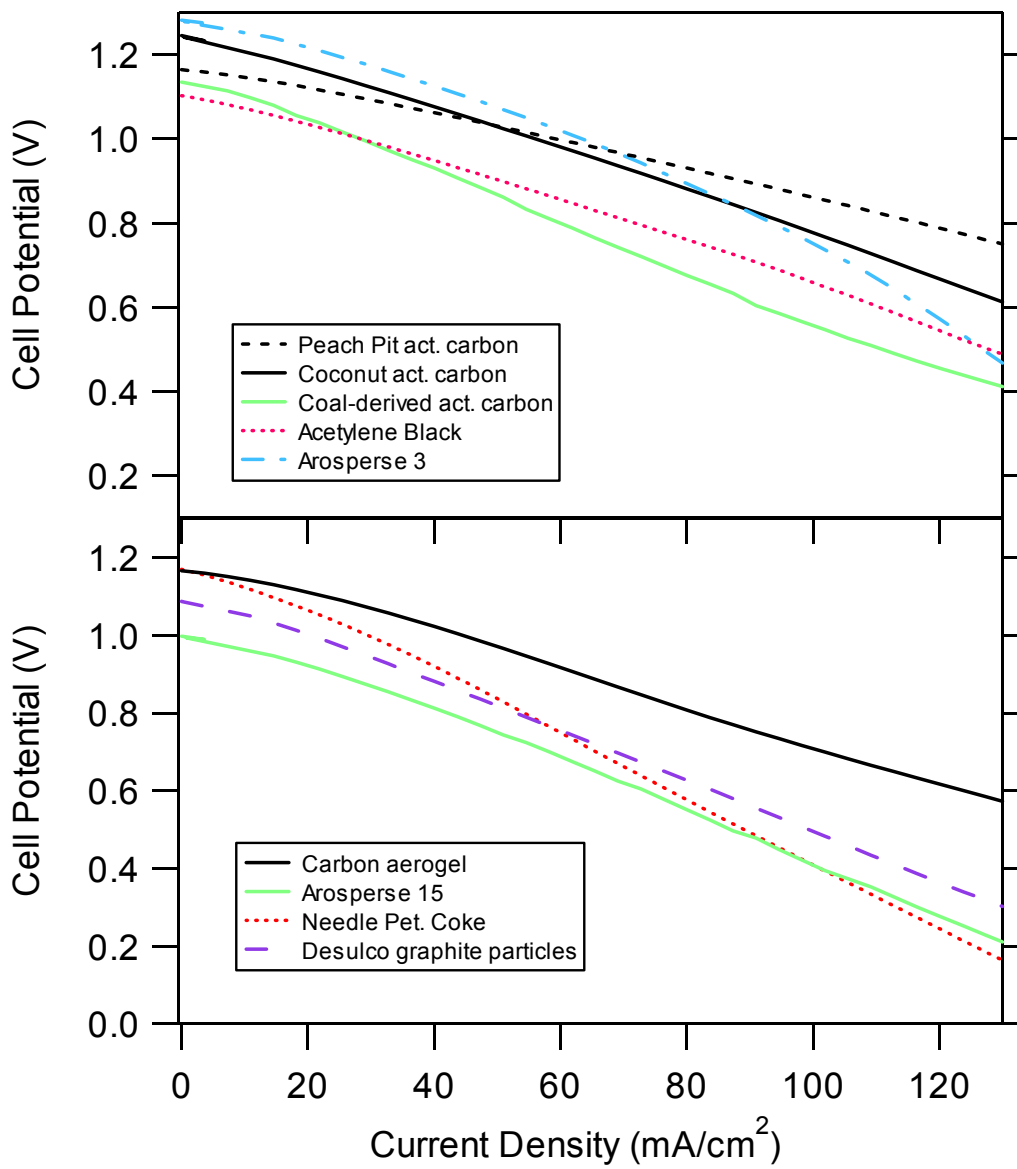 Cell Potential (V)
1.2
1.0
0.8
0.6
0.4
0.2
Peach Pit act. carbon
Coconut act. carbon
Coal-derived act. carbon
Acetylene Black
Arosperse 3
Cell Potential (V)
1.2
1.0
0.8
0.6
0.4
0.2
0.0
Carbon aerogel
Arosperse 15
Needle Pet. Coke
Desulco graphite particles
0 20 40 60 80 100 120
Current Density (mA/cm²)